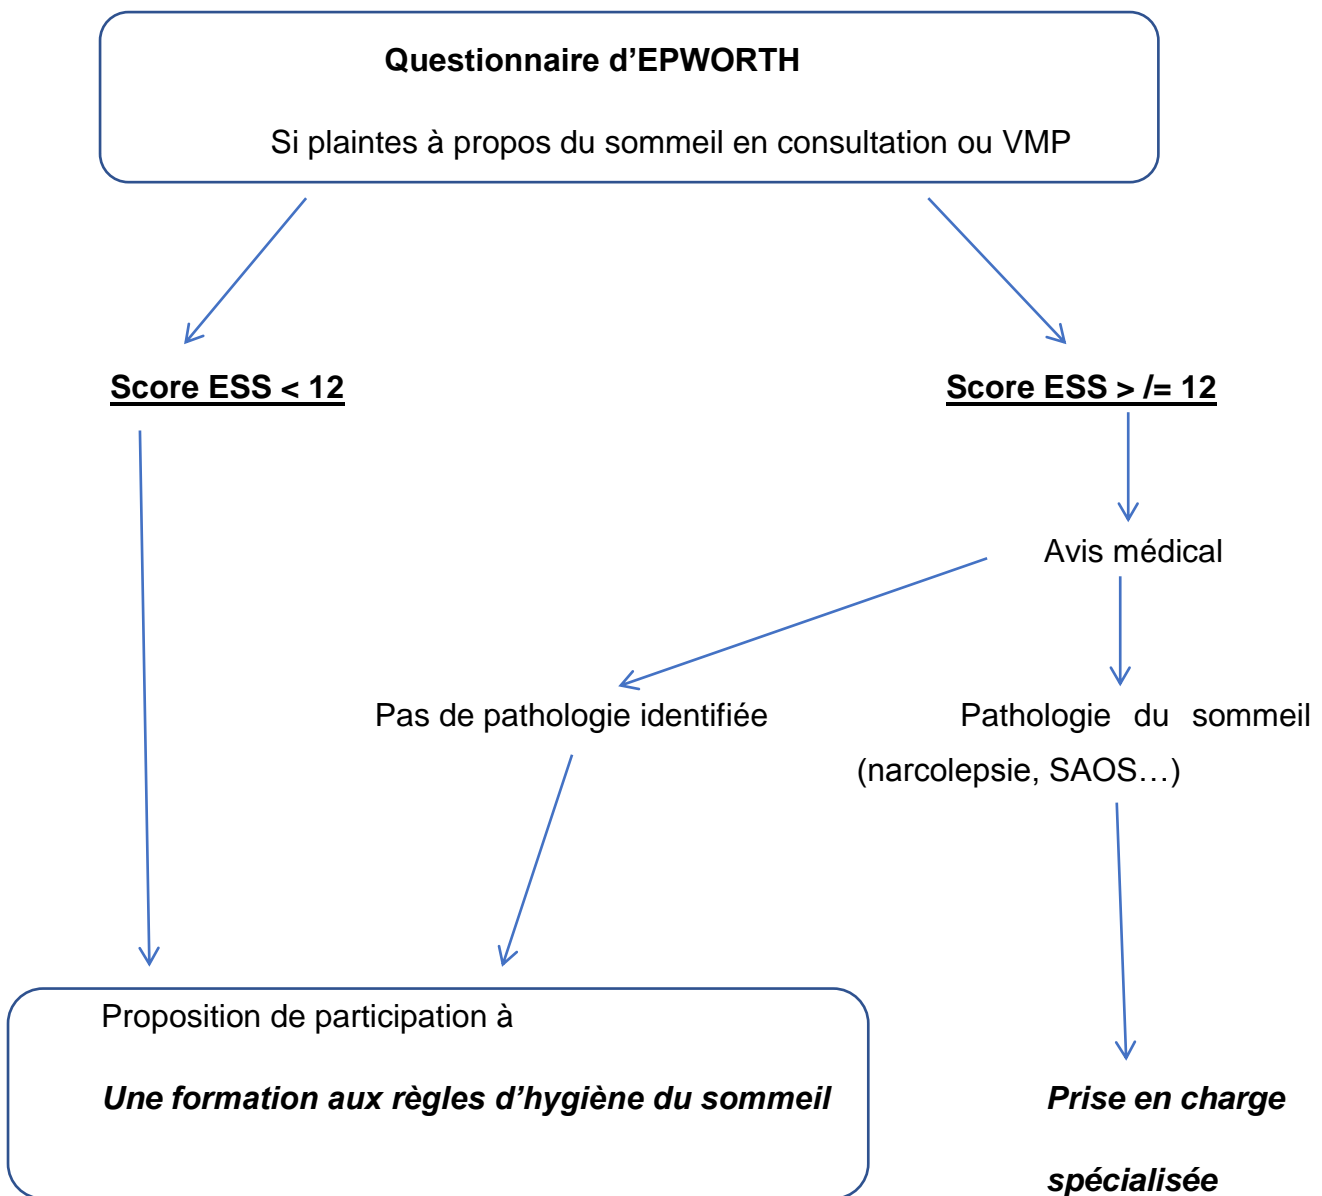 Questionnaire d’EPWORTH
Si plaintes à propos du sommeil en consultation ou VMP
Score ESS < 12
Score ESS > /= 12
Avis médical
Pas de pathologie identifiée
Pathologie du sommeil
(narcolepsie, SAOS…)
Proposition de participation à
Une formation aux règles d’hygiène du sommeil
Prise en charge
spécialisée